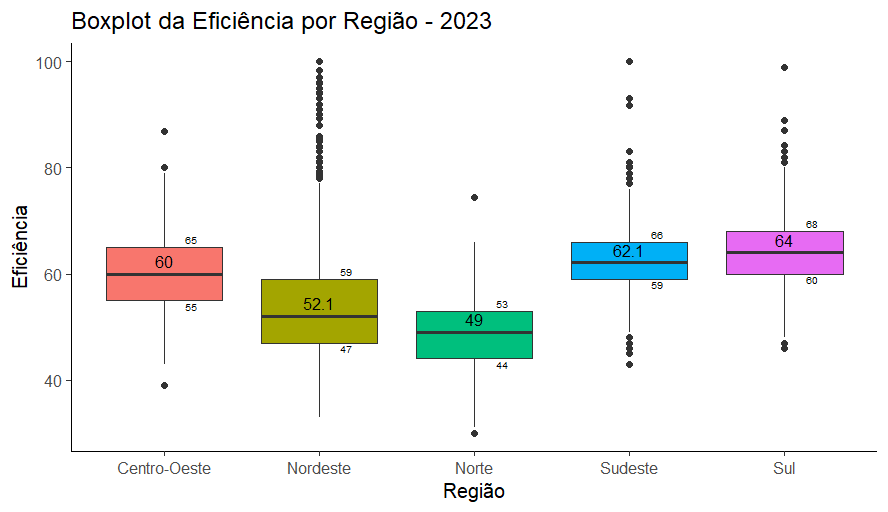 Boxplot da Eficiência por Região - 2023
Eficiência
100
80
60
40
65
60
55
59
52.1
47
53
49
44
66
62.1
59
68
64
60
Centro-Oeste
Nordeste
Norte
Sudeste
Sul
Região